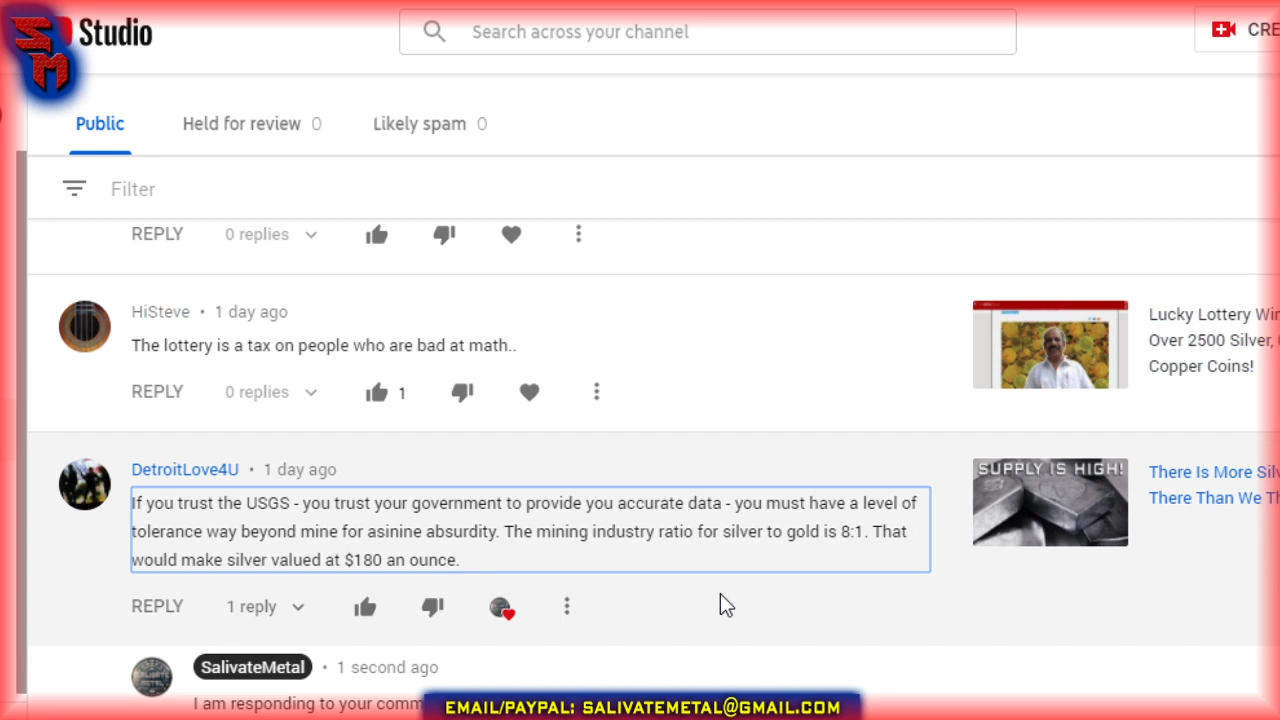 SM
Studio
Search across your channel
CRE
Public
Held for review 0
Likely spam 0
Filter
REPLY
0 replies
HiSteve • 1 day ago
The lottery is a tax on people who are bad at math..
REPLY
0 replies
1
Lucky Lottery Win
Over 2500 Silver,
Copper Coins!
DetroitLove4U • 1 day ago
If you trust the USGS - you trust your government to provide you accurate data - you must have a level of
tolerance way beyond mine for asinine absurdity. The mining industry ratio for silver to gold is 8:1. That
would make silver valued at $180 an ounce.
REPLY
1 reply
SUPPLY IS HIGH!
There Is More Sil
There Than We Th
SalivateMetal • 1 second ago
I am responding to your comm
EMAIL/PAYPAL: SALIVATEMETAL@GMAIL.COM